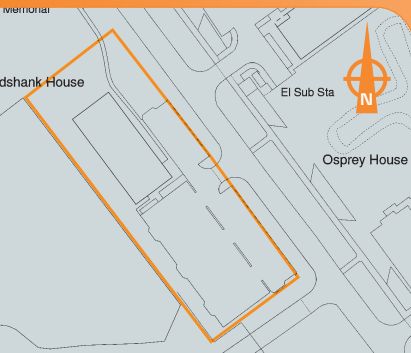 Memorial
dshank House
El Sub Sta
N
Osprey House